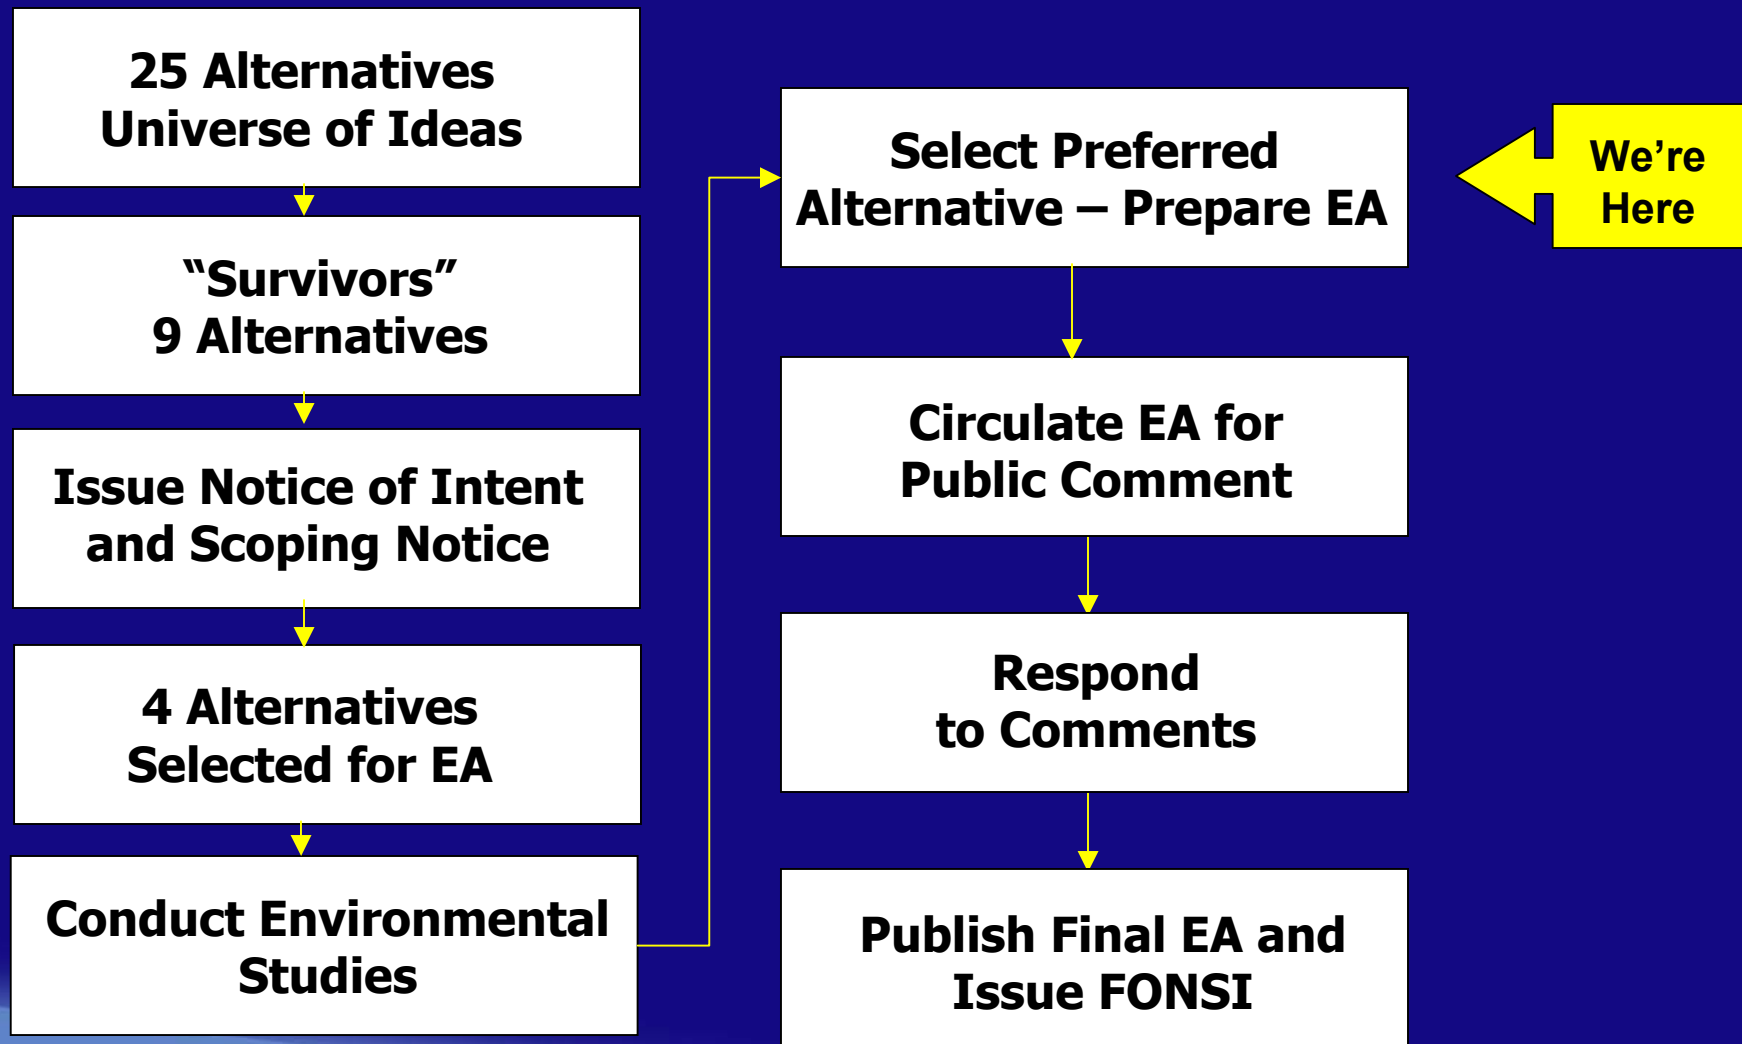 25 Alternatives
Universe of Ideas
“Survivors”
9 Alternatives
Issue Notice of Intent
and Scoping Notice
4 Alternatives
Selected for EA
Conduct Environmental
Studies
Select Preferred
Alternative – Prepare EA
We’re
Here
Circulate EA for
Public Comment
Respond
to Comments
Publish Final EA and
Issue FONSI